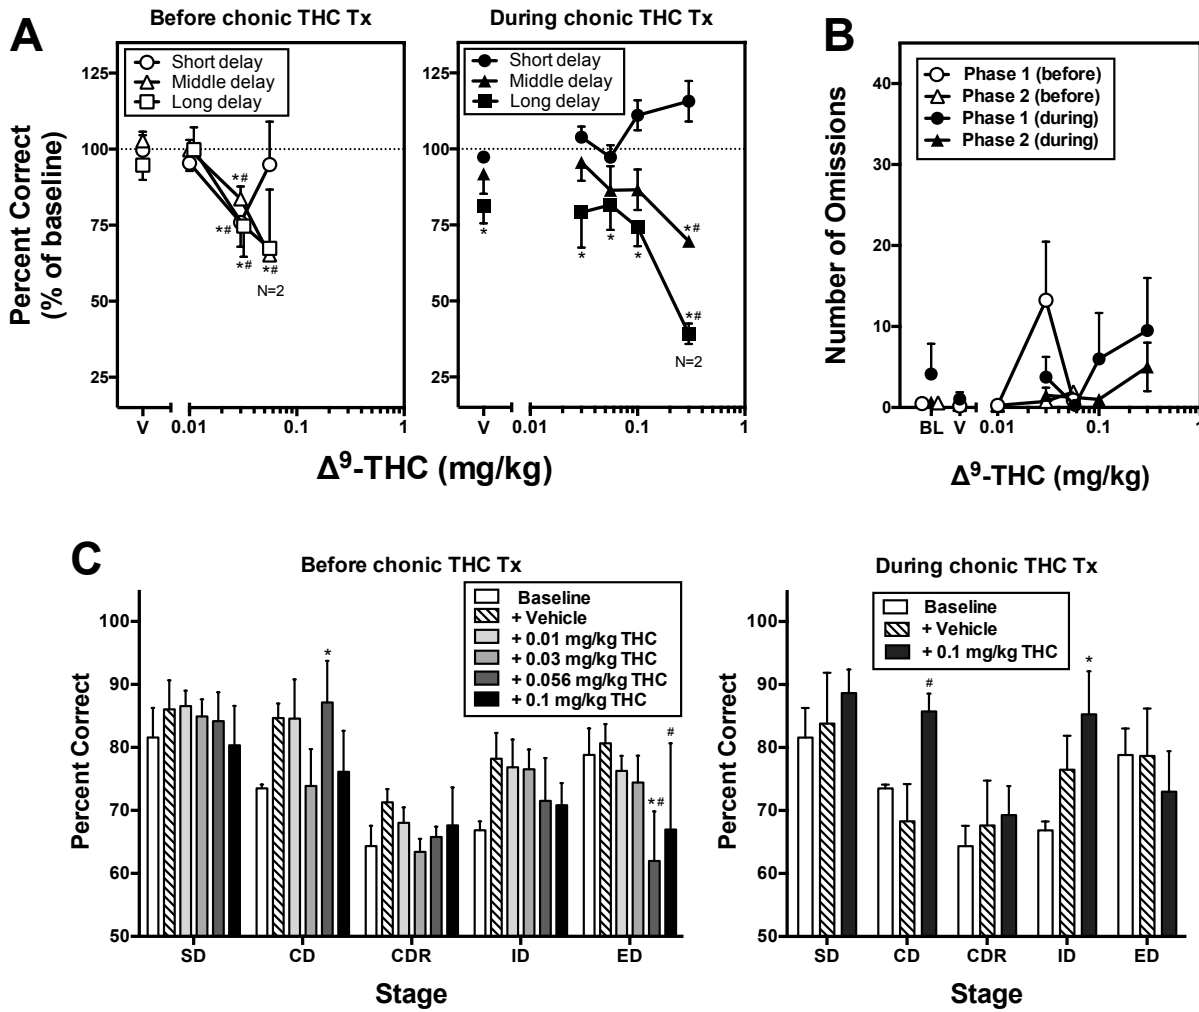 A
Before chonic THC Tx
During chonic THC Tx
B
Percent Correct
(% of baseline)
125
100
75
50
25
Short delay
Middle delay
Long delay
*#
*#
*#
*#
N=2
V
0.01
0.1
1
125
100
75
50
25
Short delay
Middle delay
Long delay
*
*
*
*
*#
*#
N=2
V
0.01
0.1
1
Δ9-THC (mg/kg)
Number of Omissions
40
30
20
10
0
Phase 1 (before)
Phase 2 (before)
Phase 1 (during)
Phase 2 (during)
BL
V
0.01
0.1
1
Δ9-THC (mg/kg)
C
Before chonic THC Tx
Percent Correct
100
90
80
70
60
50
Baseline
+ Vehicle
+ 0.01 mg/kg THC
+ 0.03 mg/kg THC
+ 0.056 mg/kg THC
+ 0.1 mg/kg THC
*
*#
#
SD
CD
CDR
ID
ED
Stage
During chonic THC Tx
Percent Correct
100
90
80
70
60
50
Baseline
+ Vehicle
+ 0.1 mg/kg THC
#
*
SD
CD
CDR
ID
ED
Stage